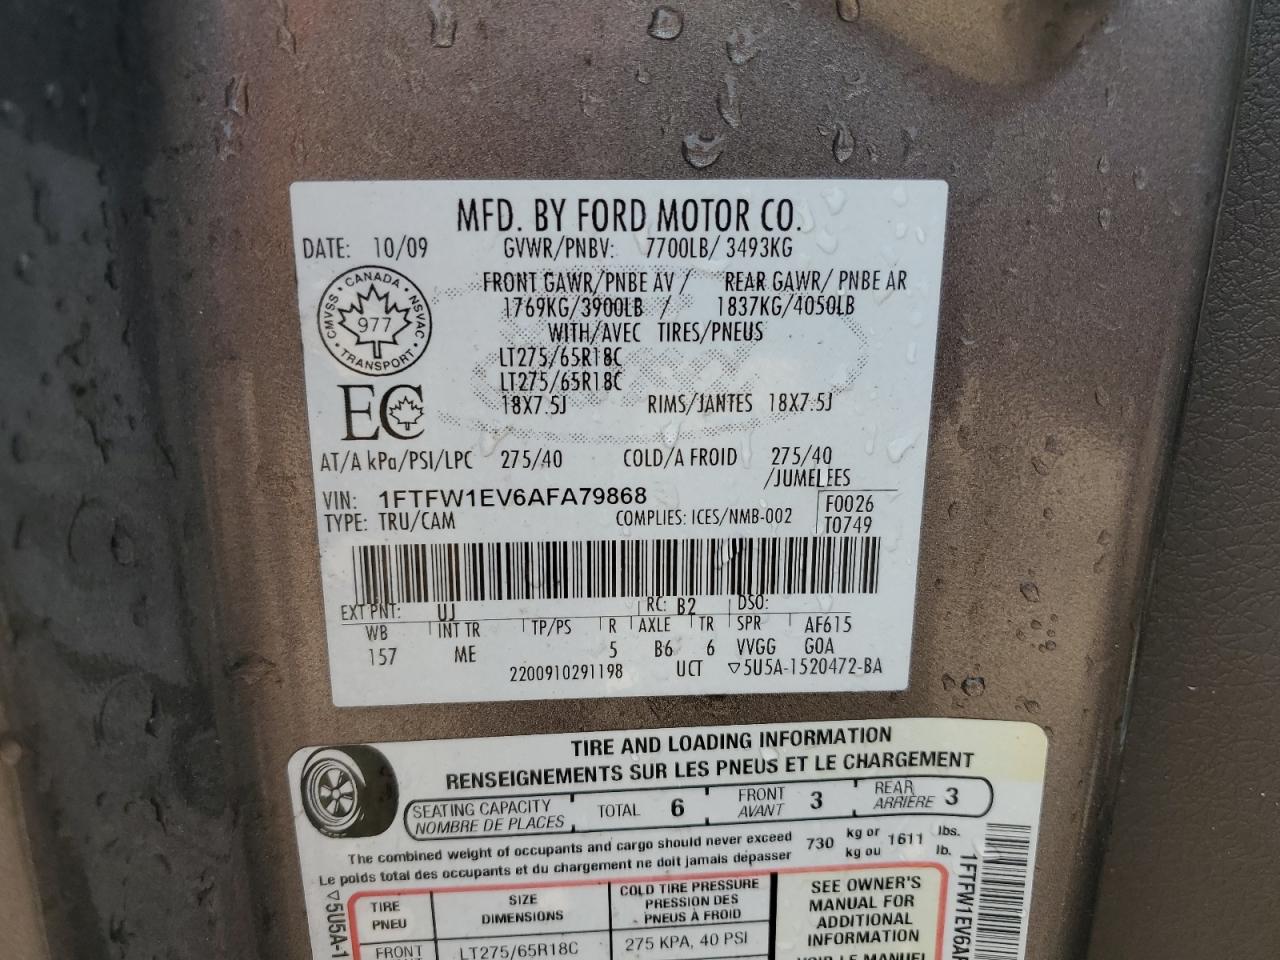 MFD. BY FORD MOTOR CO.
DATE: 10/09 GVWR/PNBV: 7700LB/ 3493KG
FRONT GAWR/PNBE AV / REAR GAWR/ PNBE AR
1769KG/3900LB / 1837KG/4050LB
WITH/AVEC TIRES/PNEUS
LT275/65R18C
LT275/65R18C
18X7.5J RIMS/JANTES 18X7.5J
CANADA
CMVSS 977 NSVAC
TRANSPORT
EC
AT/A kPa/PSI/LPC 275/40 COLD/A FROID 275/40
/JUMELEES
VIN: 1FTFW1EV6AFA79868 F0026
TYPE: TRU/CAM COMPLIES: ICES/NMB-002 T0749
EXT PNT: UJ RC: B2 DSO:
WB INT TR TP/PS R AXLE TR SPR AF615
157 ME 5 B6 6 VVGG GOA
2200910291198 UCT ▽5U5A-1520472-BA
TIRE AND LOADING INFORMATION
RENSEIGNEMENTS SUR LES PNEUS ET LE CHARGEMENT
SEATING CAPACITY TOTAL 6 FRONT 3 REAR 3
NOMBRE DE PLACES AVANT ARRIÈRE
The combined weight of occupants and cargo should never exceed 730 kg or 1611 lbs.
Le poids total des occupants et du chargement ne doit jamais dépasser kg ou lb.
TIRE SIZE COLD TIRE PRESSURE SEE OWNER'S
PNEU DIMENSIONS PRESSION DES MANUAL FOR
PNEUS À FROID ADDITIONAL
INFORMATION
FRONT LT275/65R18C 275 KPA, 40 PSI
VOIR LE MANUEL
▽5U5A-1
1FTFW1EV6AF